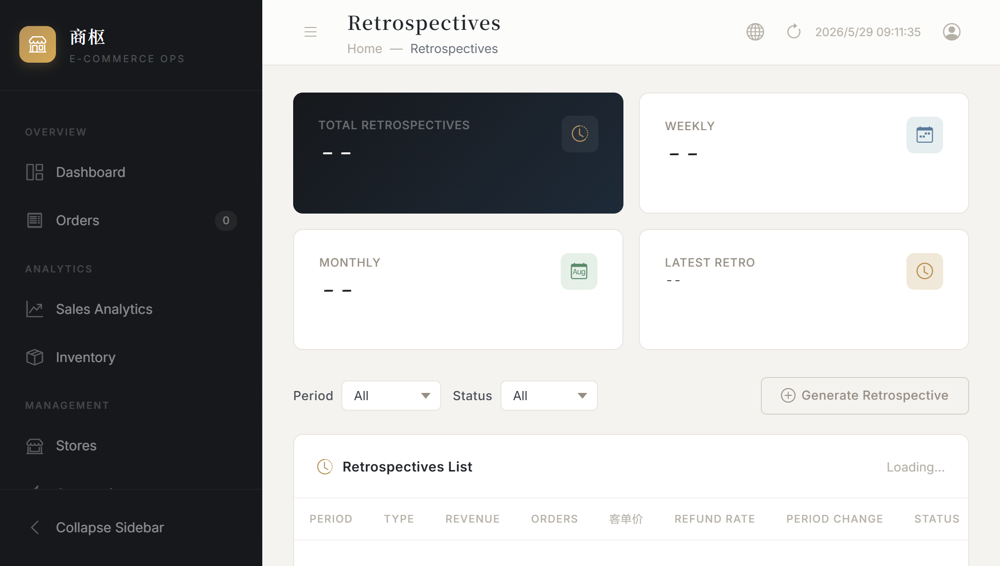 商枢
E-COMMERCE OPS
OVERVIEW
Dashboard
Orders 0
ANALYTICS
Sales Analytics
Inventory
MANAGEMENT
Stores
Collapse Sidebar
Retrospectives
Home — Retrospectives
2026/5/29 09:11:35
TOTAL RETROSPECTIVES
--
WEEKLY
--
MONTHLY
--
Aug
LATEST RETRO
--
Period All Status All
Generate Retrospective
Retrospectives List
Loading...
PERIOD TYPE REVENUE ORDERS 客单价 REFUND RATE PERIOD CHANGE STATUS